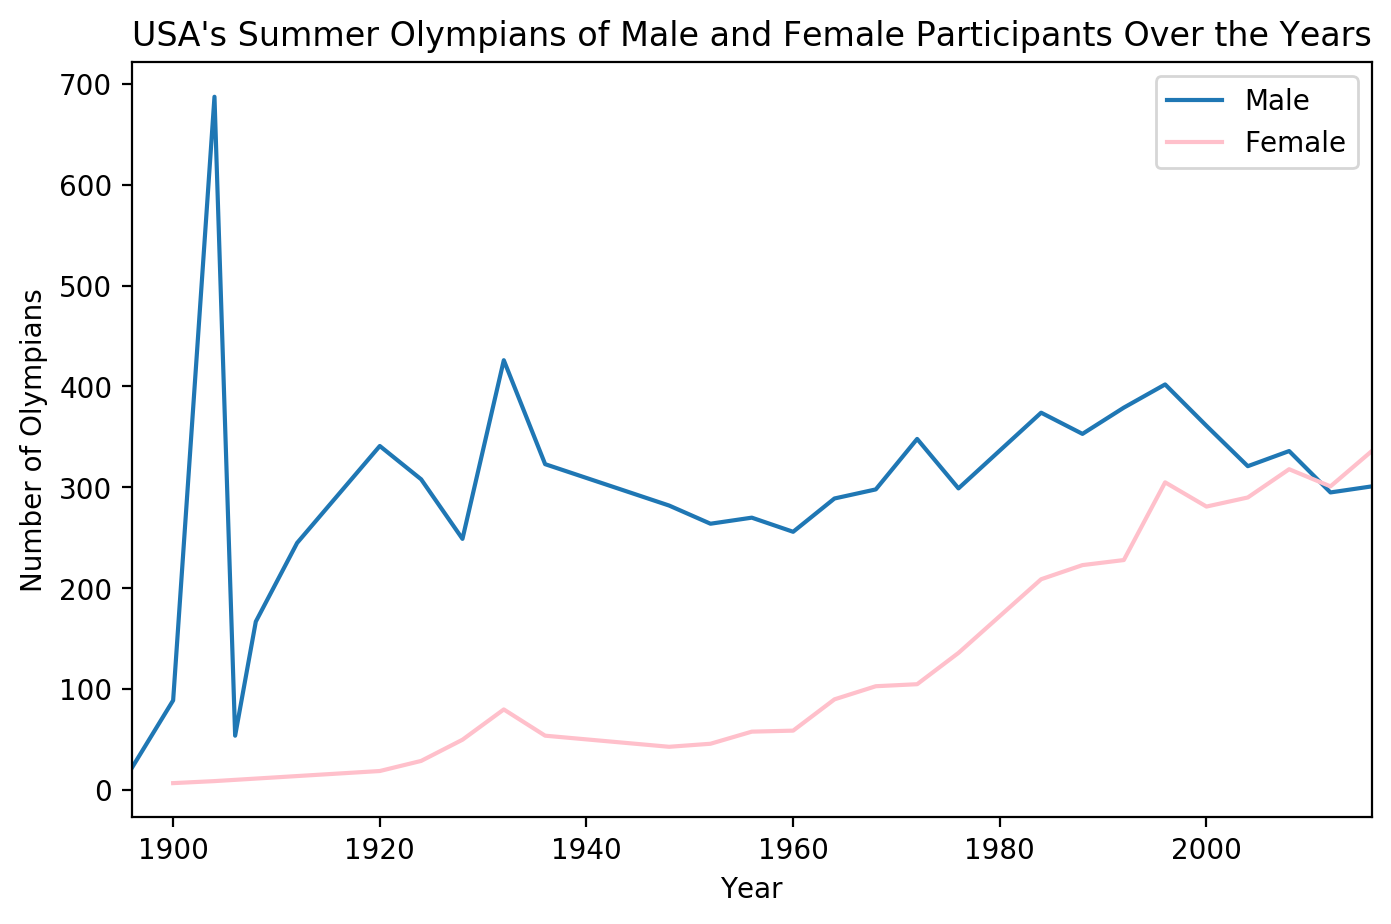 USA's Summer Olympians of Male and Female Participants Over the Years
Male
Female
700
600
500
400
300
200
100
0
Number of Olympians
1900 1920 1940 1960 1980 2000
Year